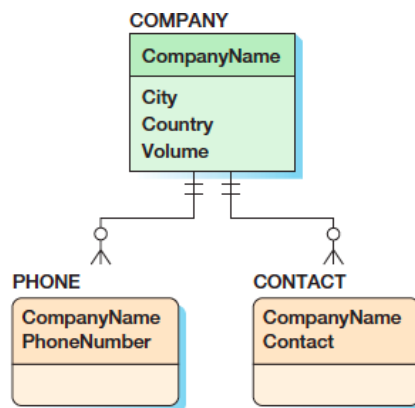 COMPANY
CompanyName
City
Country
Volume
PHONE
CompanyName
PhoneNumber
CONTACT
CompanyName
Contact